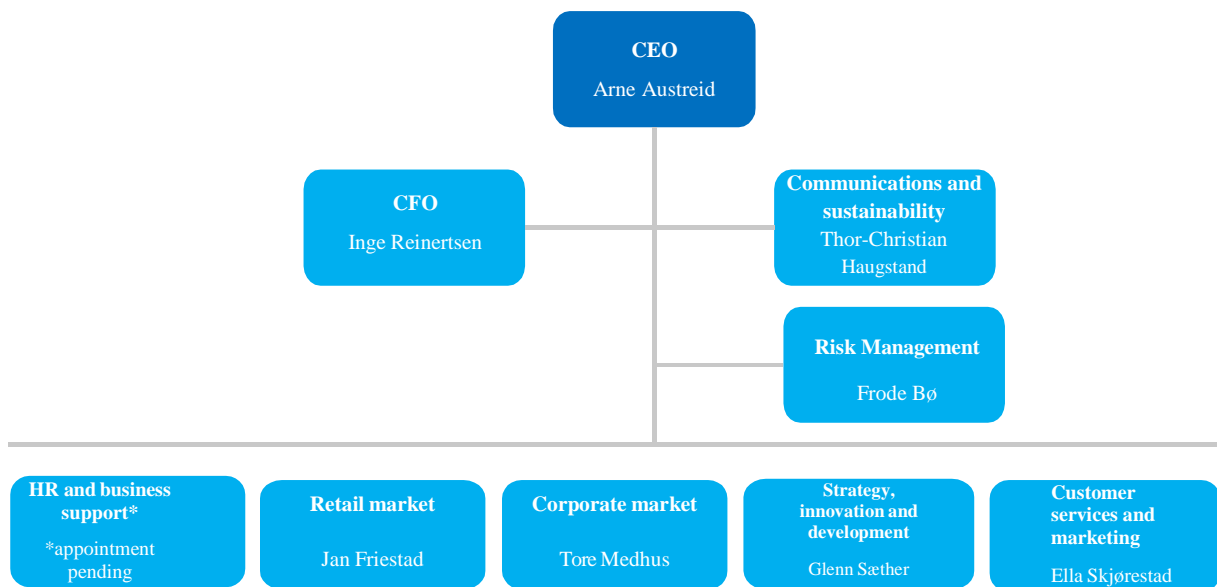 CEO
Arne Austreid
CFO
Inge Reinertsen
Communications and
sustainability
Thor-Christian
Haugstand
Risk Management
Frode Bø
HR and business
support*
*appointment
pending
Retail market
Jan Friestad
Corporate market
Tore Medhus
Strategy,
innovation and
development
Glenn Sæther
Customer
services and
marketing
Ella Skjørestad